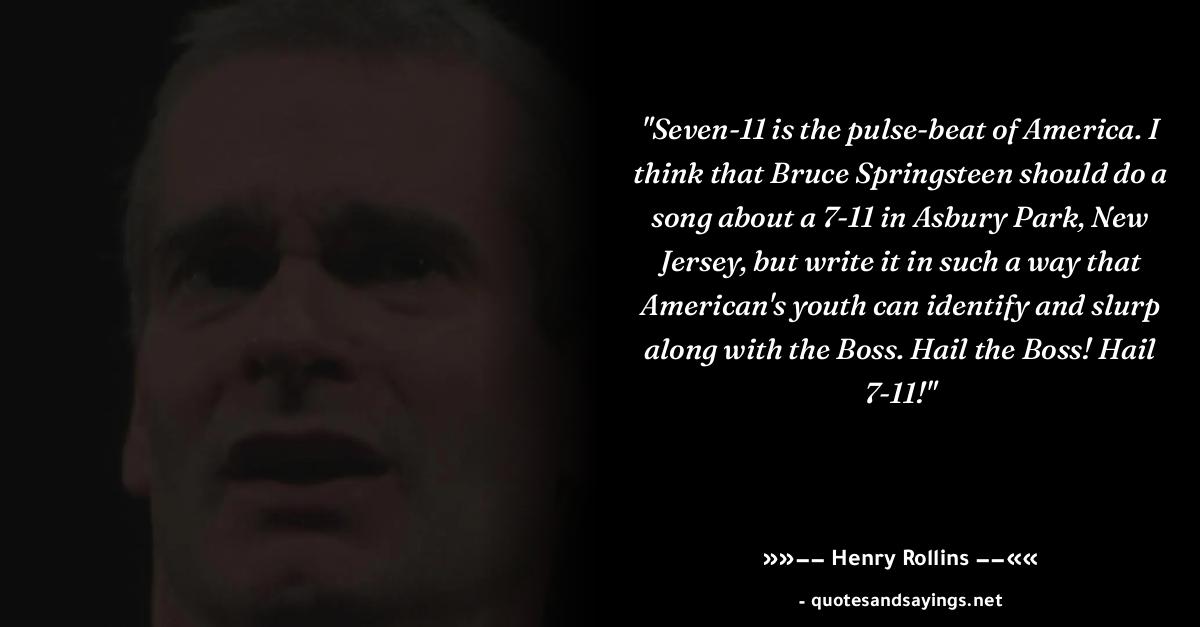 "Seven-11 is the pulse-beat of America. I
think that Bruce Springsteen should do a
song about a 7-11 in Asbury Park, New
Jersey, but write it in such a way that
American's youth can identify and slurp
along with the Boss. Hail the Boss! Hail
7-11!"
»»−− Henry Rollins −−««
- quotesandsayings.net